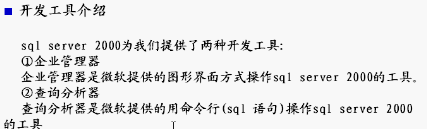 开发工具介绍
sql server 2000为我们提供了两种开发工具:
①企业管理器
企业管理器是微软提供的图形界面方式操作sql server 2000的工具。
②查询分析器
查询分析器是微软提供的用命令行(sql 语句)操作sql server 2000
的工具